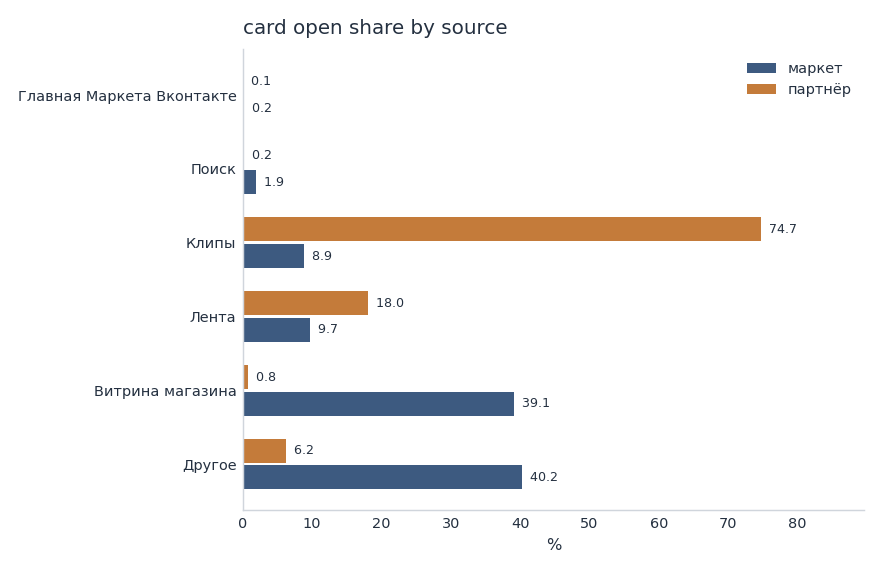 card open share by source
маркет
партнёр
Главная Маркета Вконтакте
0.1
0.2
Поиск
0.2
1.9
Клипы
74.7
8.9
Лента
18.0
9.7
Витрина магазина
0.8
39.1
Другое
6.2
40.2
0 10 20 30 40 50 60 70 80
%